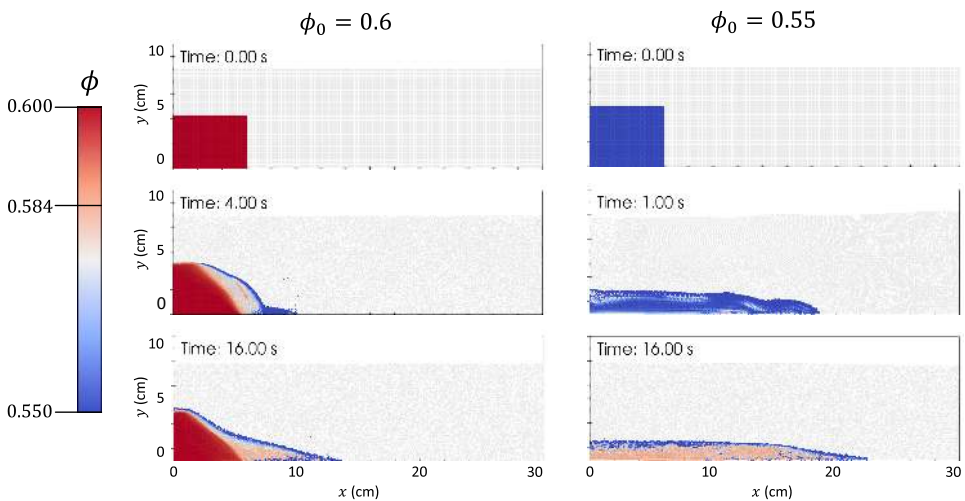 ϕ₀ = 0.6
ϕ₀ = 0.55
ϕ
0.600
0.584
0.550
Time: 0.00 s
Time: 0.00 s
10
5
0
y (cm)
Time: 4.00 s
Time: 1.00 s
10
5
0
y (cm)
Time: 16.00 s
Time: 16.00 s
10
5
0
y (cm)
0 10 20 30
0 10 20 30
x (cm)
x (cm)